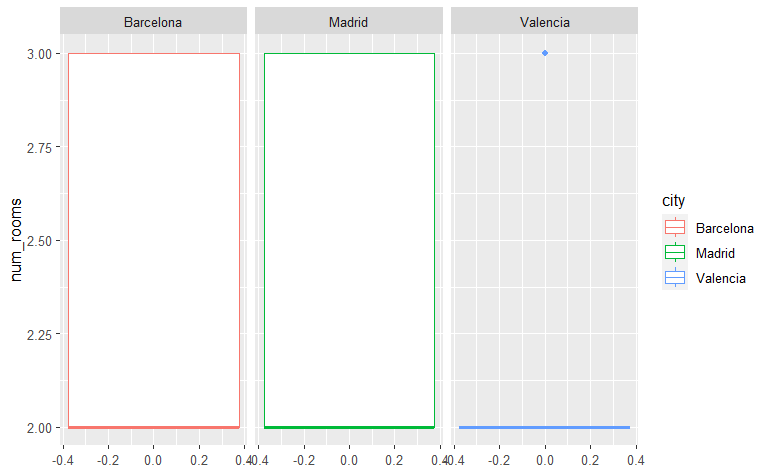 Barcelona Madrid Valencia
3.00
2.75
2.50
2.25
2.00
num_rooms
-0.4 -0.2 0.0 0.2 0.4 -0.4 -0.2 0.0 0.2 0.4 -0.4 -0.2 0.0 0.2 0.4
city
Barcelona
Madrid
Valencia